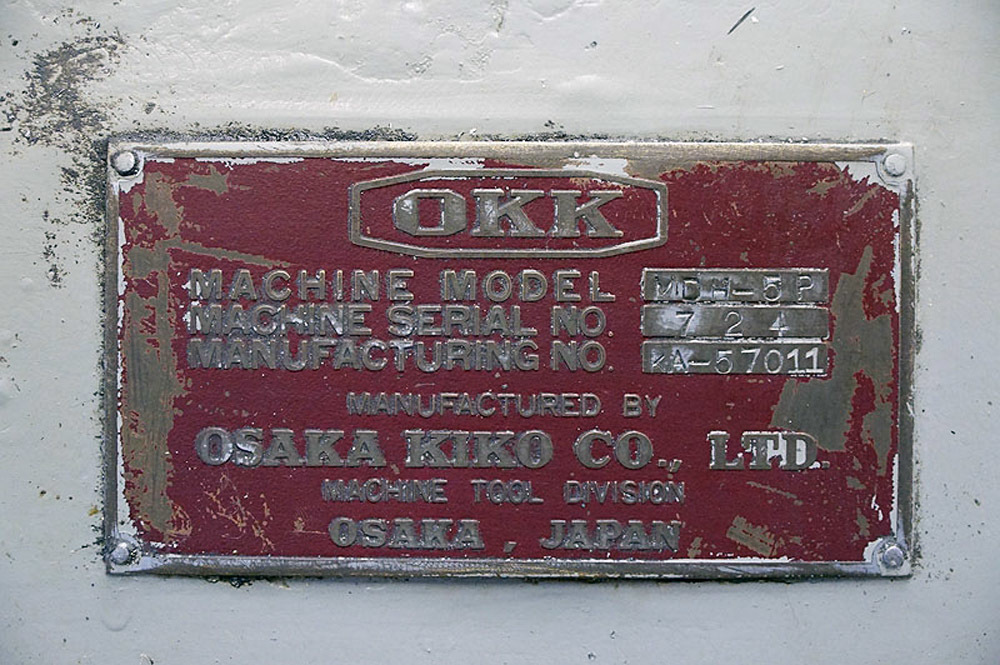 OKK
MACHINE MODEL MDH-5P
MACHINE SERIAL NO. 724
MANUFACTURING NO. KA-57011
MANUFACTURED BY
OSAKA KIKO CO., LTD.
MACHINE TOOL DIVISION
OSAKA, JAPAN